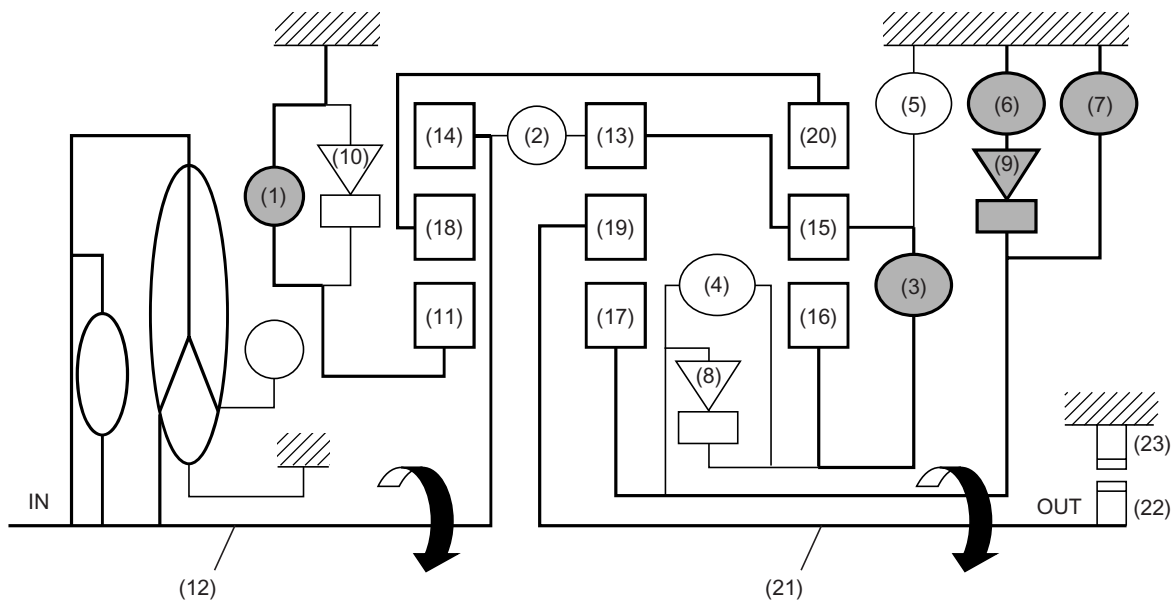 (14) (2) (13) (20) (5) (6) (7)
(10) (9)
(1)
(18) (19) (15)
(4) (3)
(11) (17) (16)
(8)
(23)
IN OUT (22)
(12) (21)